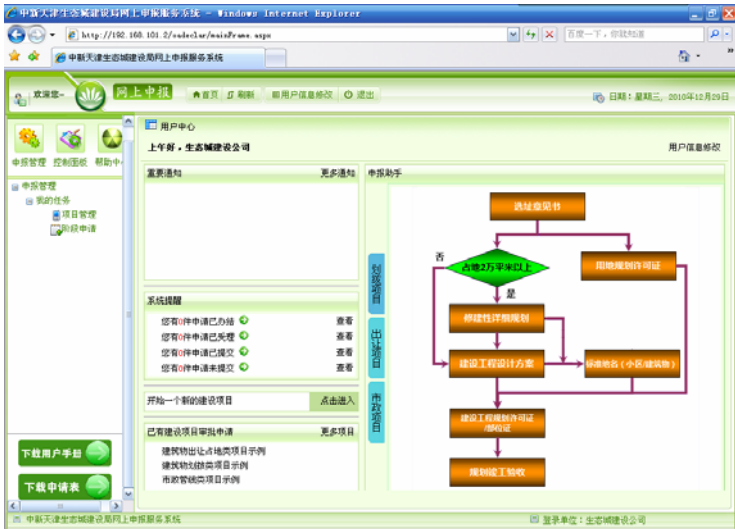 中新天津生态城建设局网上申报服务系统 - Windows Internet Explorer
百度一下，你就知道
中新天津生态城建设局网上申报服务系统
欢迎您-
网上申报
首页 刷新 用户信息修改 退出
日期：星期三，2010年12月29日
申报管理 控制面板 帮助中
申报管理
我的任务
项目管理
阶段申请
下载用户手册
下载申请表
用户中心
上午好，生态城建设公司
用户信息修改
重要通知 更多通知
系统提醒
您有0件申请已办结 查看
您有0件申请已受理 查看
您有0件申请已提交 查看
您有0件申请未提交 查看
开始一个新的建设项目 点击进入
已有建设项目审批申请 更多项目
建筑物出让占地类项目示例
建筑物划拨类项目示例
市政管线类项目示例
申报助手
划拨项目
出让项目
市政项目
选址意见书
否
占地2万平米以上
用地规划许可证
是
修建性详细规划
建设工程设计方案
标准地名（小区/建筑物）
建设工程规划许可证
/部位证
规划竣工验收
中新天津生态城建设局网上申报服务系统
登录单位：生态城建设公司